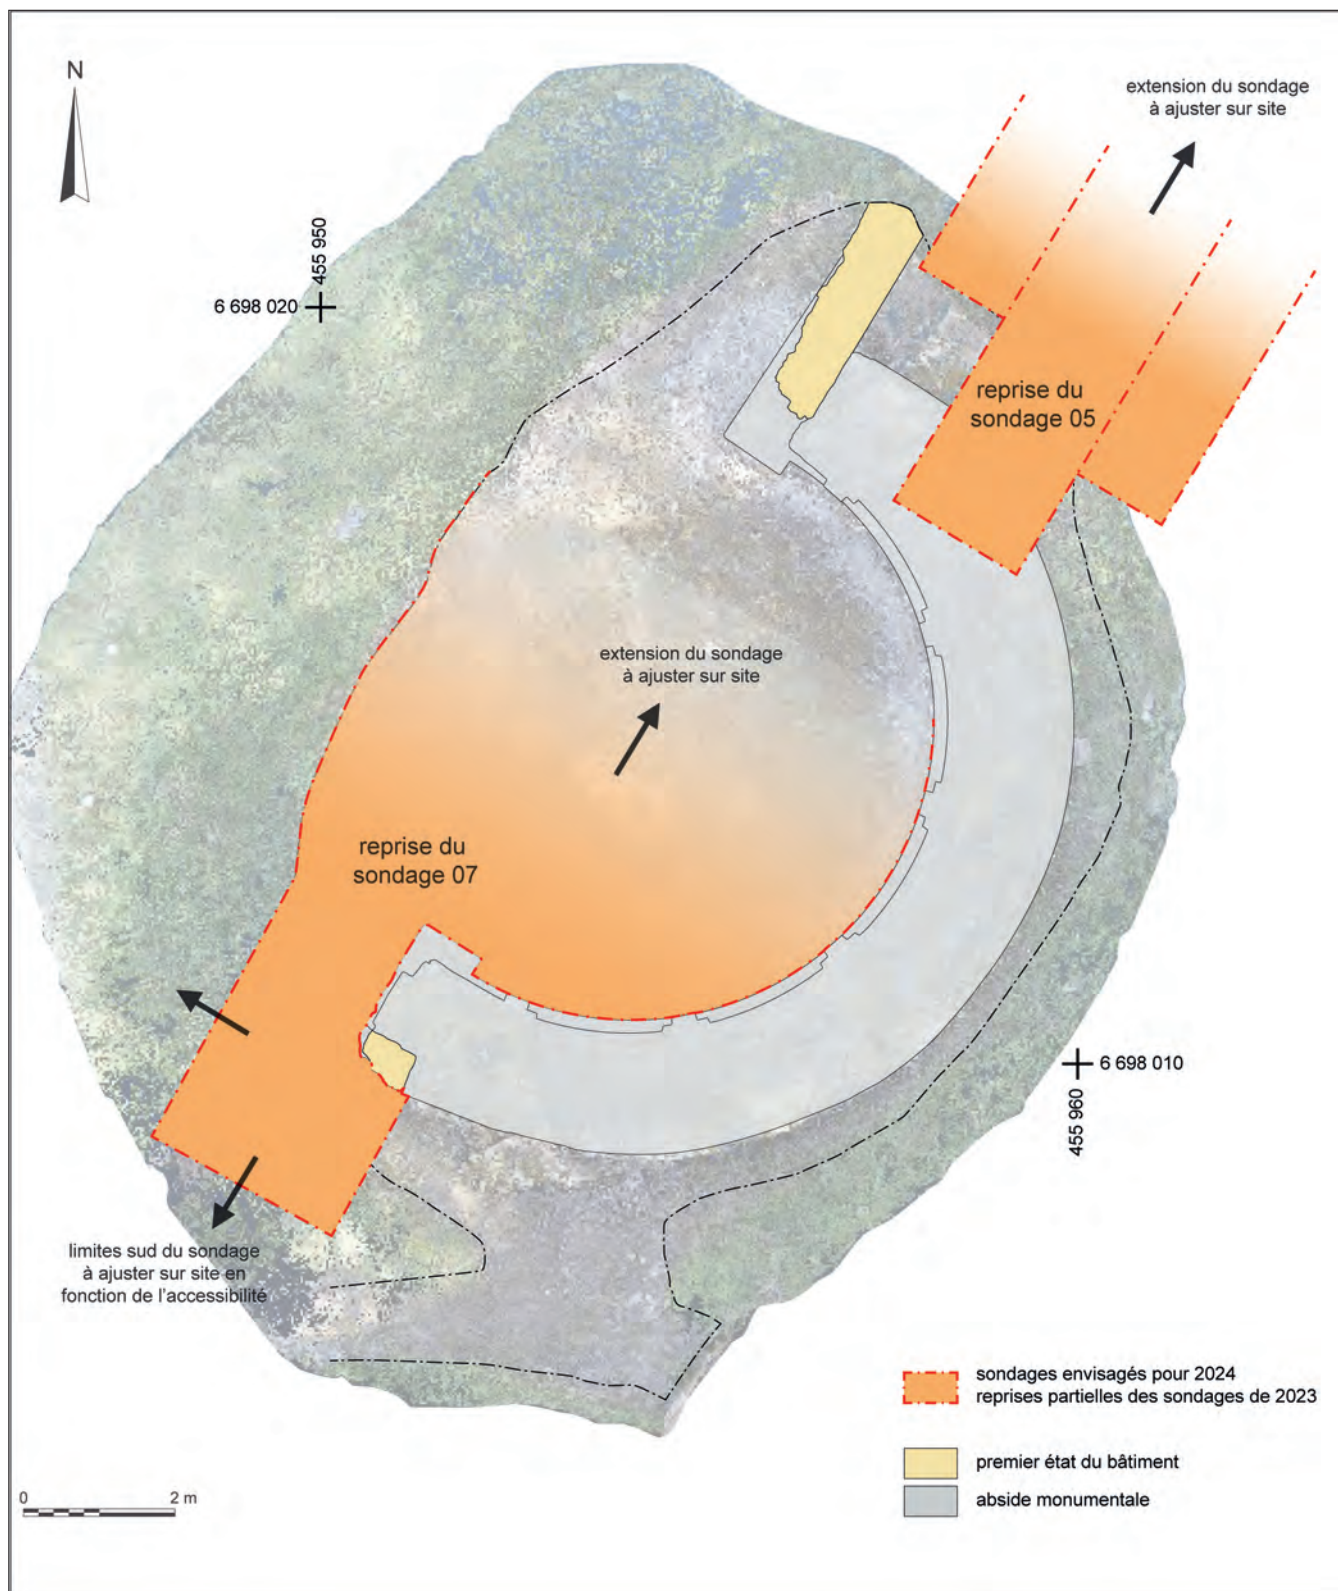 N
extension du sondage
à ajuster sur site
455 950
6 698 020
reprise du
sondage 05
extension du sondage
à ajuster sur site
reprise du
sondage 07
6 698 010
455 960
limites sud du sondage
à ajuster sur site en
fonction de l'accessibilité
sondages envisagés pour 2024
reprises partielles des sondages de 2023
premier état du bâtiment
abside monumentale
0 2 m